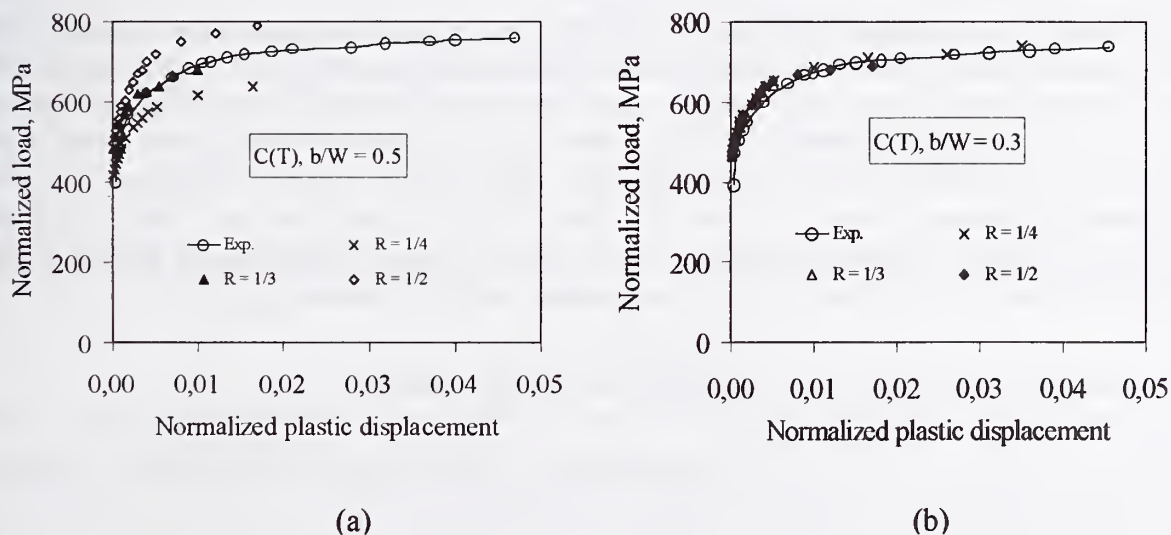 800
600
400
200
0
Normalized load, MPa
C(T), b/W = 0.5
Exp.
R = 1/4
R = 1/3
R = 1/2
0,00 0,01 0,02 0,03 0,04 0,05
Normalized plastic displacement
(a)
800
600
400
200
0
Normalized load, MPa
C(T), b/W = 0.3
Exp.
R = 1/4
R = 1/3
R = 1/2
0,00 0,01 0,02 0,03 0,04 0,05
Normalized plastic displacement
(b)